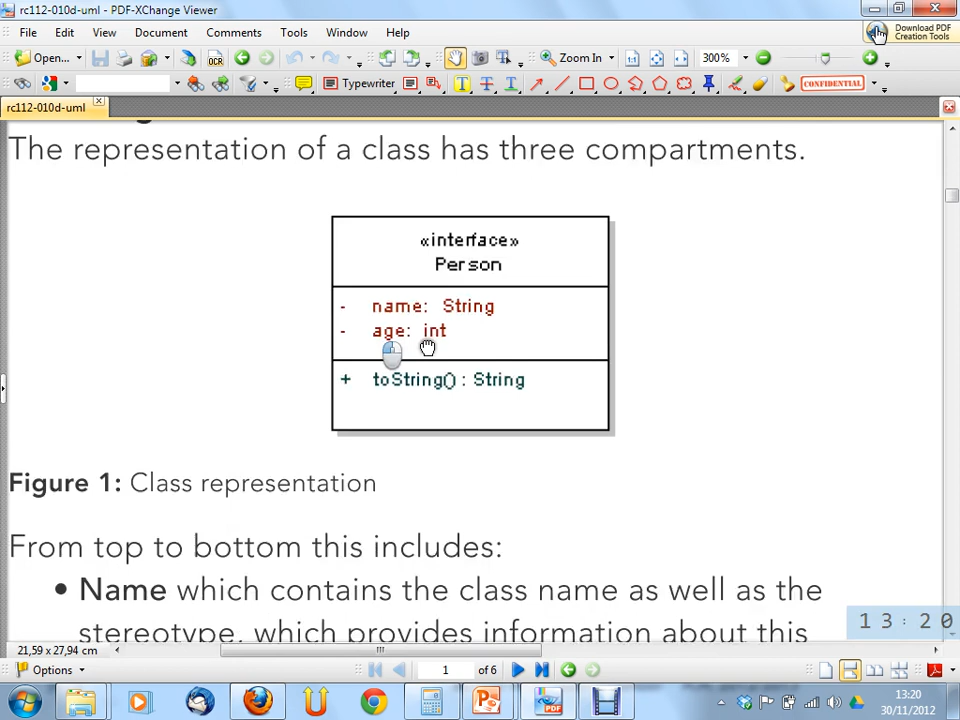 rc112-010d-uml - PDF-XChange Viewer
File Edit View Document Comments Tools Window Help
Download PDF
Creation Tools
Open... OCR Zoom In 300%
Typewriter CONFIDENTIAL
rc112-010d-uml
The representation of a class has three compartments.
«interface»
Person
- name: String
- age: int
+ toString() : String
Figure 1: Class representation
From top to bottom this includes:
• Name which contains the class name as well as the
stereotype, which provides information about this
13:20
21,59 x 27,94 cm
Options 1 of 6
13:20
30/11/2012